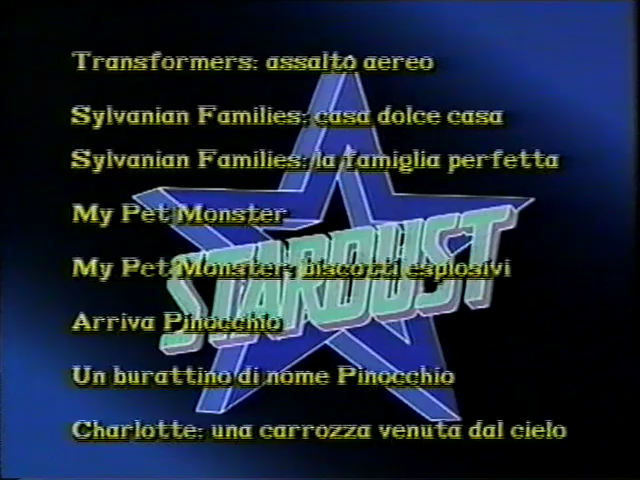 Transformers: assalto aereo
Sylvanian Families: casa dolce casa
Sylvanian Families: la famiglia perfetta
My Pet Monster
My Pet Monster: biscotti esplosivi
STARDUST
Arriva Pinocchio
Un burattino di nome Pinocchio
Charlotte: una carrozza venuta dal cielo